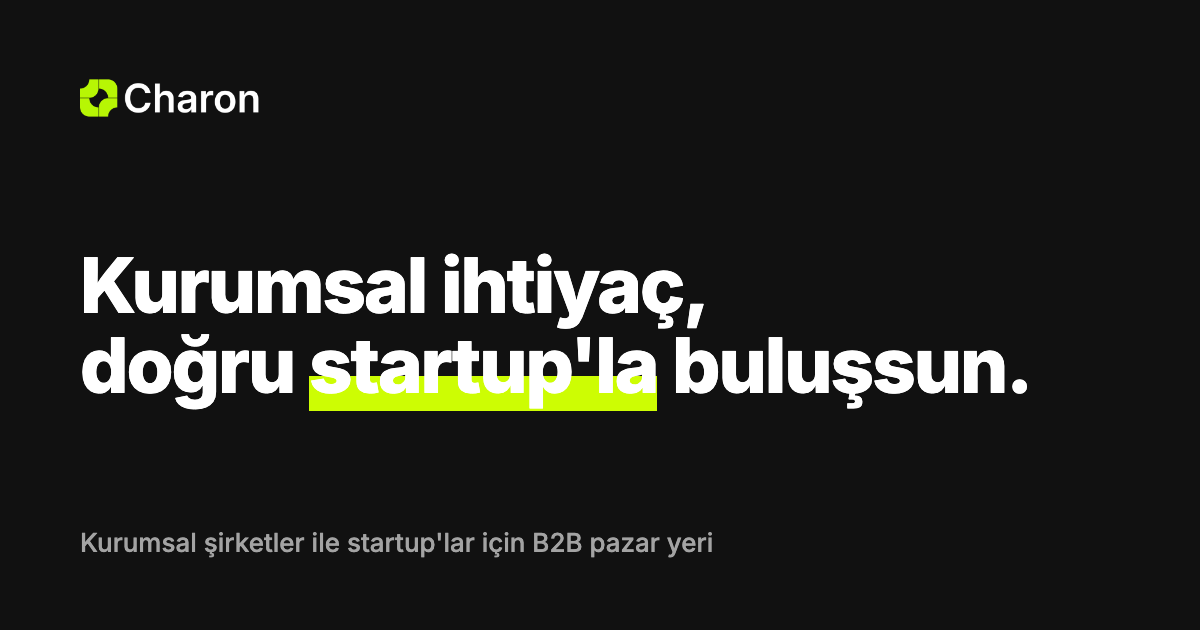 Charon
Kurumsal ihtiyaç,
doğru startup'la buluşsun.
Kurumsal şirketler ile startup'lar için B2B pazar yeri